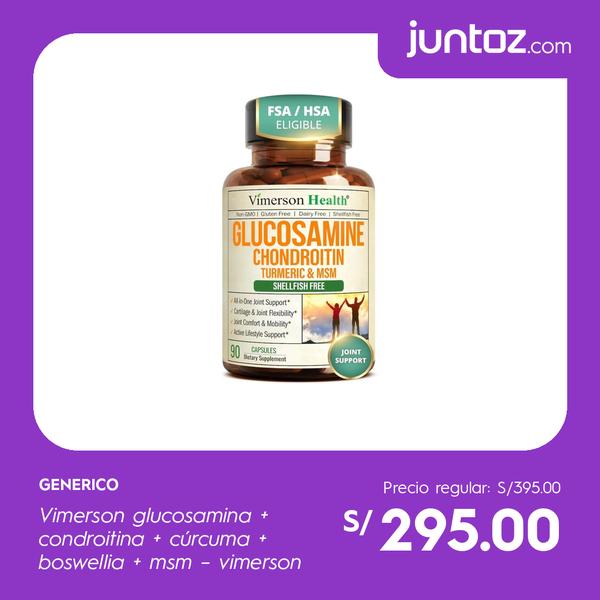 juntoz.com
FSA / HSA
ELIGIBLE
Vimerson Health®
Non-GMO | Gluten Free | Dairy Free | Shellfish Free
GLUCOSAMINE
CHONDROITIN
TURMERIC & MSM
SHELLFISH FREE
✓ All-in-One Joint Support*
✓ Cartilage & Joint Flexibility*
✓ Joint Comfort & Mobility*
✓ Active Lifestyle Support*
90 CAPSULES
Dietary Supplement
JOINT
SUPPORT
GENERICO
Vimerson glucosamina +
condroitina + cúrcuma +
boswellia + msm - vimerson
Precio regular: S/395.00
S/ 295.00